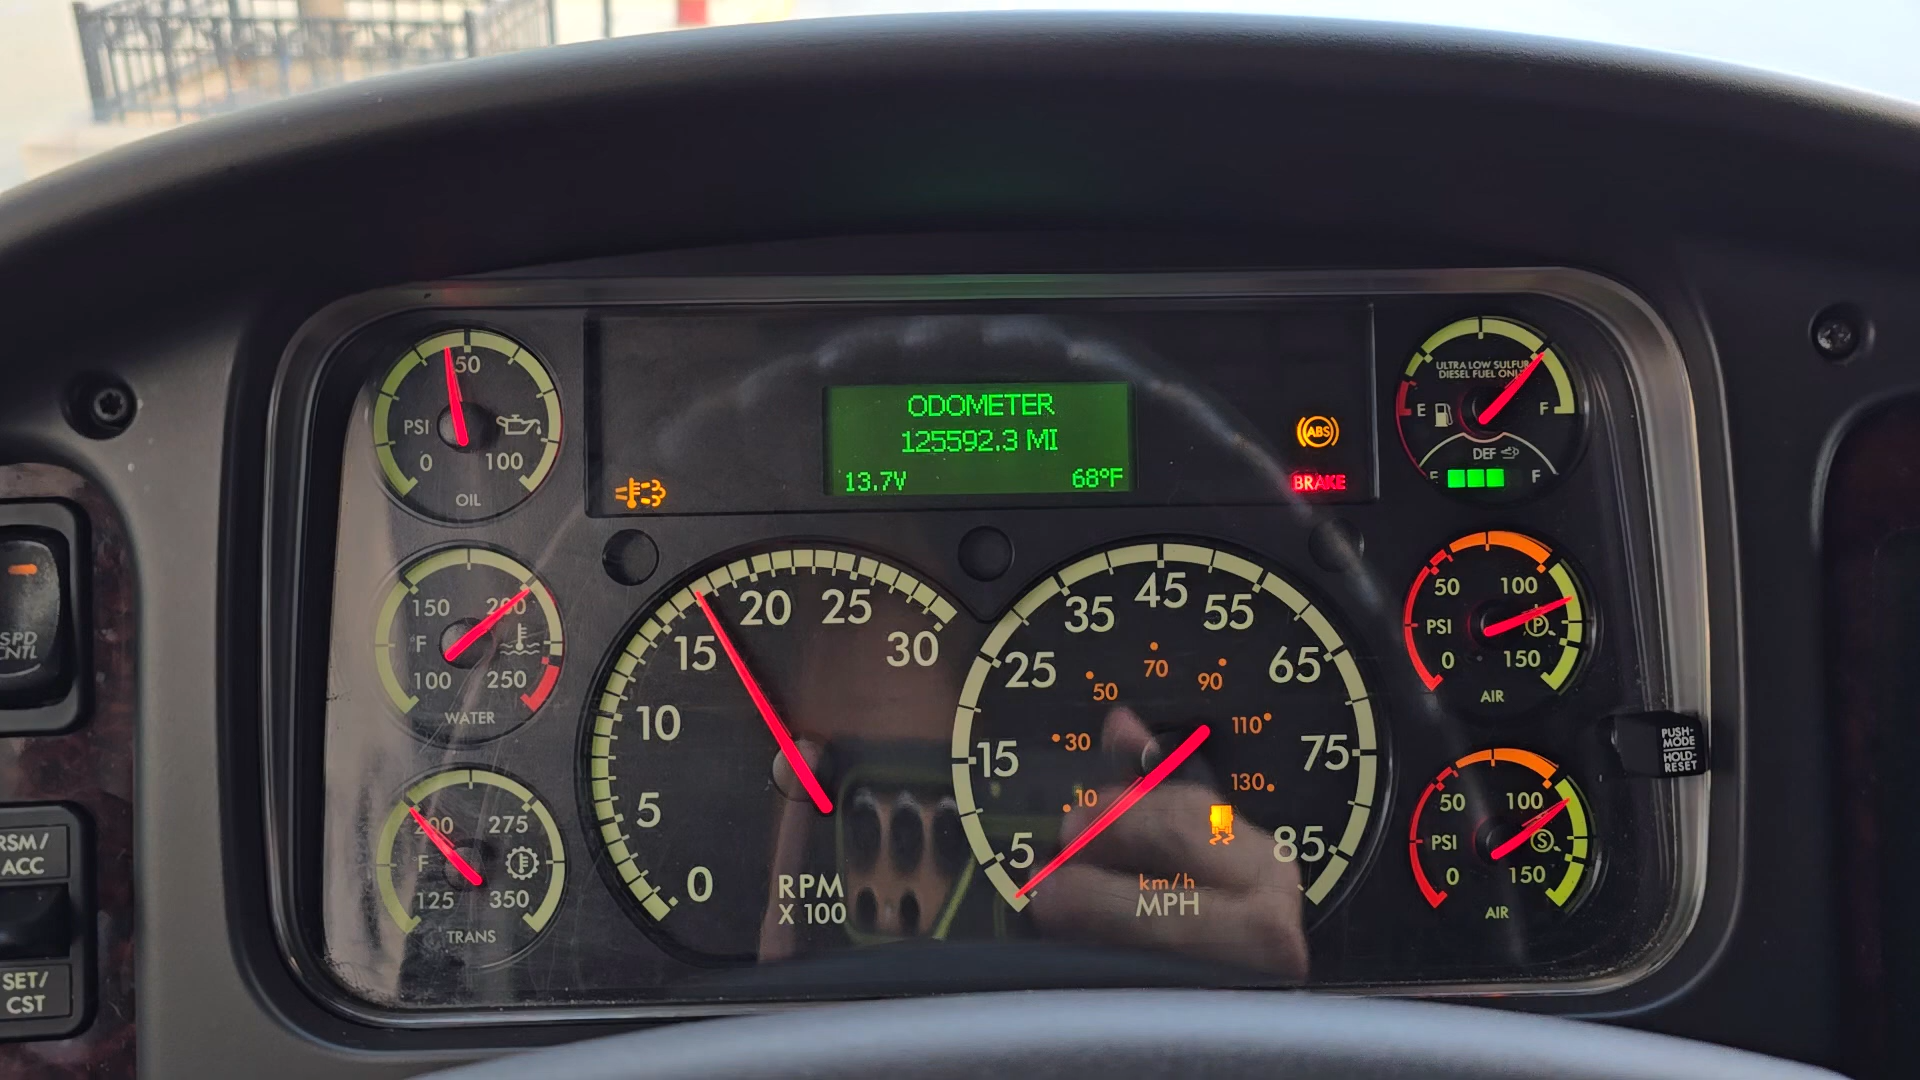 50
PSI
0
100
OIL
150
200
°F
100
250
WATER
200
275
°F
125
350
TRANS
ODOMETER
125592.3 MI
13.7V
68°F
ABS
BRAKE
0
5
10
15
20
25
30
RPM
X 100
5
15
25
35
45
55
65
75
85
10
30
50
70
90
110
130
km/h
MPH
ULTRA LOW SULFUR
DIESEL FUEL ONLY
E
F
DEF
E
F
50
100
PSI
P
0
150
AIR
50
100
PSI
S
0
150
AIR
PUSH-
MODE
HOLD-
RESET
SPD
CNTL
RSM/
ACC
SET/
CST